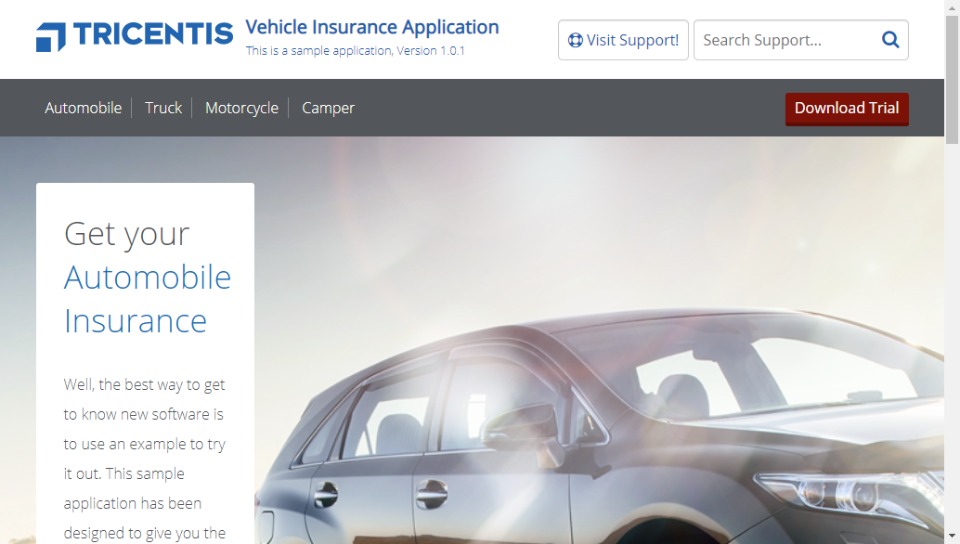 TRICENTIS
Vehicle Insurance Application
This is a sample application, Version 1.0.1
Visit Support!
Search Support...
Automobile
Truck
Motorcycle
Camper
Download Trial
Get your
Automobile
Insurance
Well, the best way to get
to know new software is
to use an example to try
it out. This sample
application has been
designed to give you the